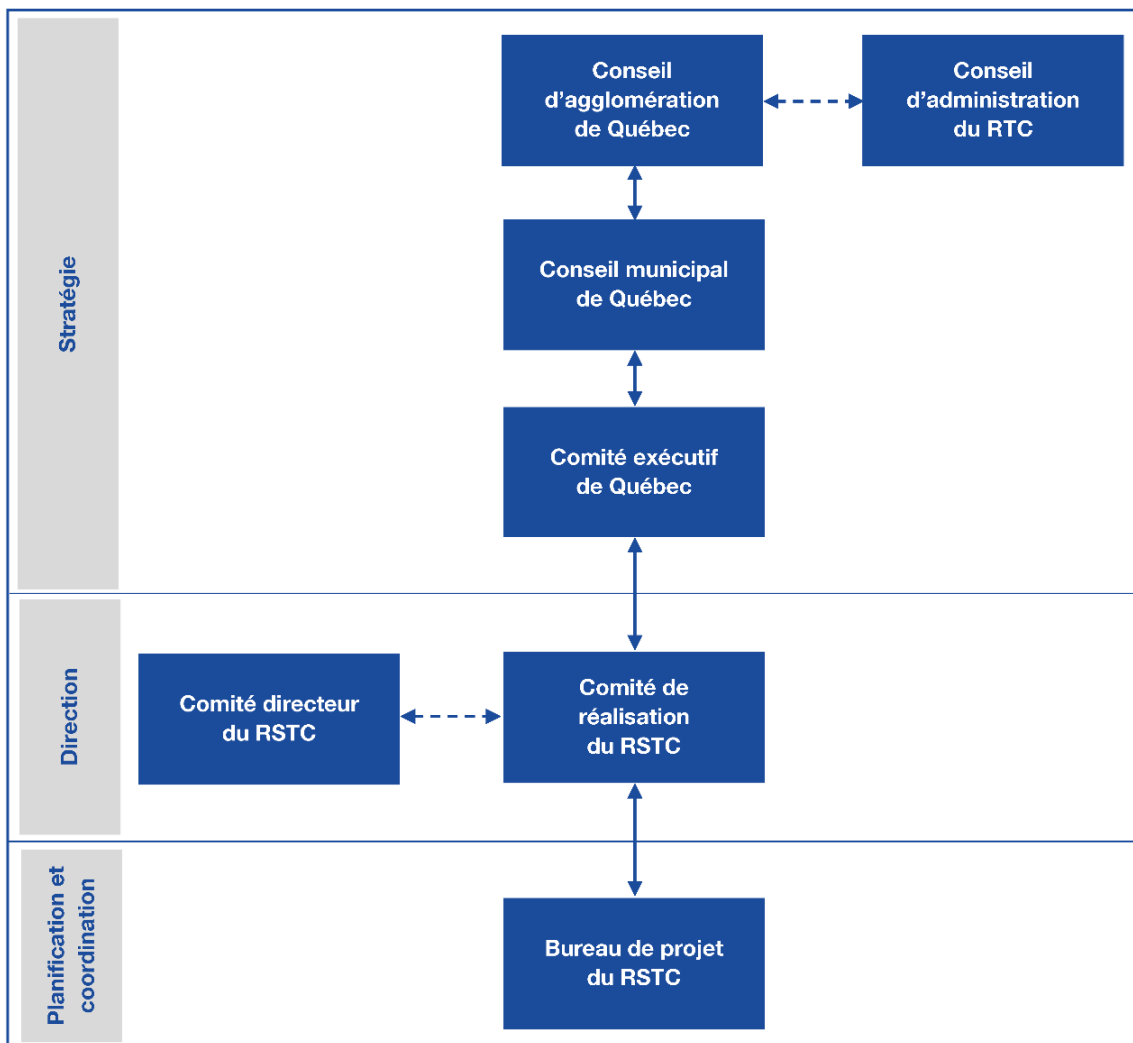 Stratégie
Conseil
d'agglomération
de Québec
Conseil
d'administration
du RTC
Conseil municipal
de Québec
Comité exécutif
de Québec
Direction
Comité directeur
du RSTC
Comité de
réalisation
du RSTC
Planification et
coordination
Bureau de projet
du RSTC